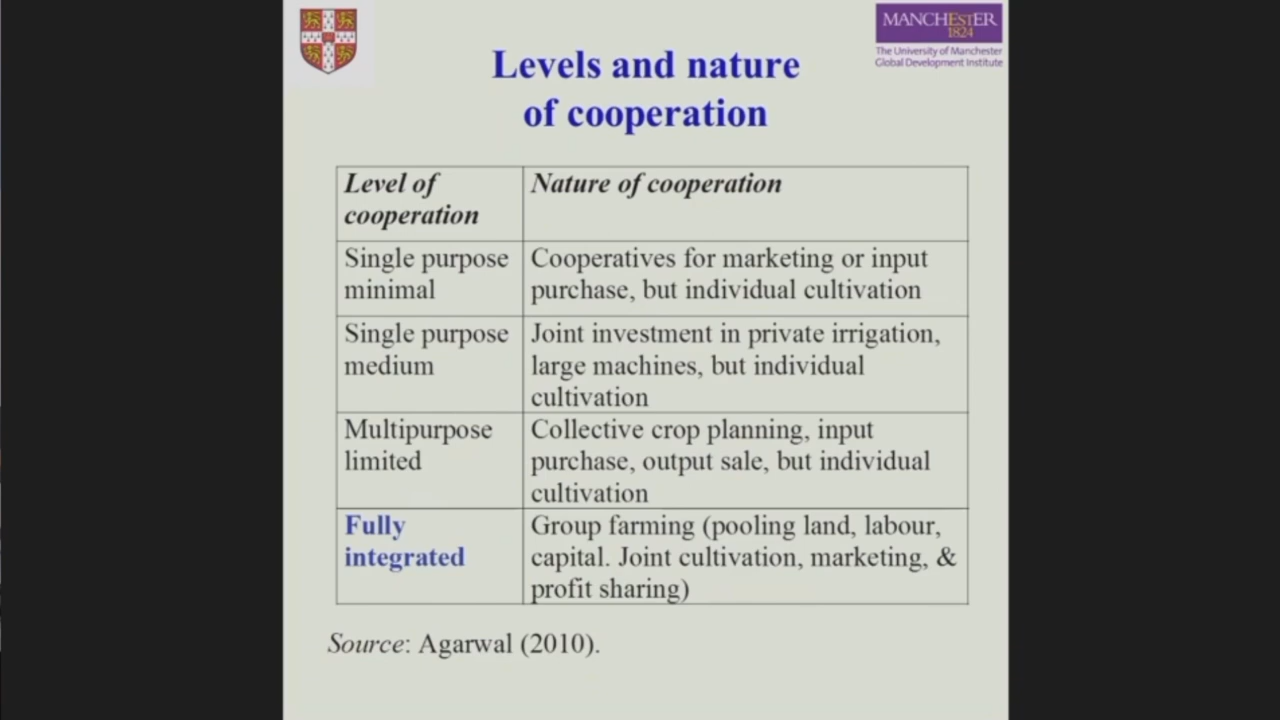 MANCHESTER
1824
The University of Manchester
Global Development Institute
Levels and nature
of cooperation
Level of
cooperation
Nature of cooperation
Single purpose
minimal
Cooperatives for marketing or input
purchase, but individual cultivation
Single purpose
medium
Joint investment in private irrigation,
large machines, but individual
cultivation
Multipurpose
limited
Collective crop planning, input
purchase, output sale, but individual
cultivation
Fully
integrated
Group farming (pooling land, labour,
capital. Joint cultivation, marketing, &
profit sharing)
Source: Agarwal (2010).